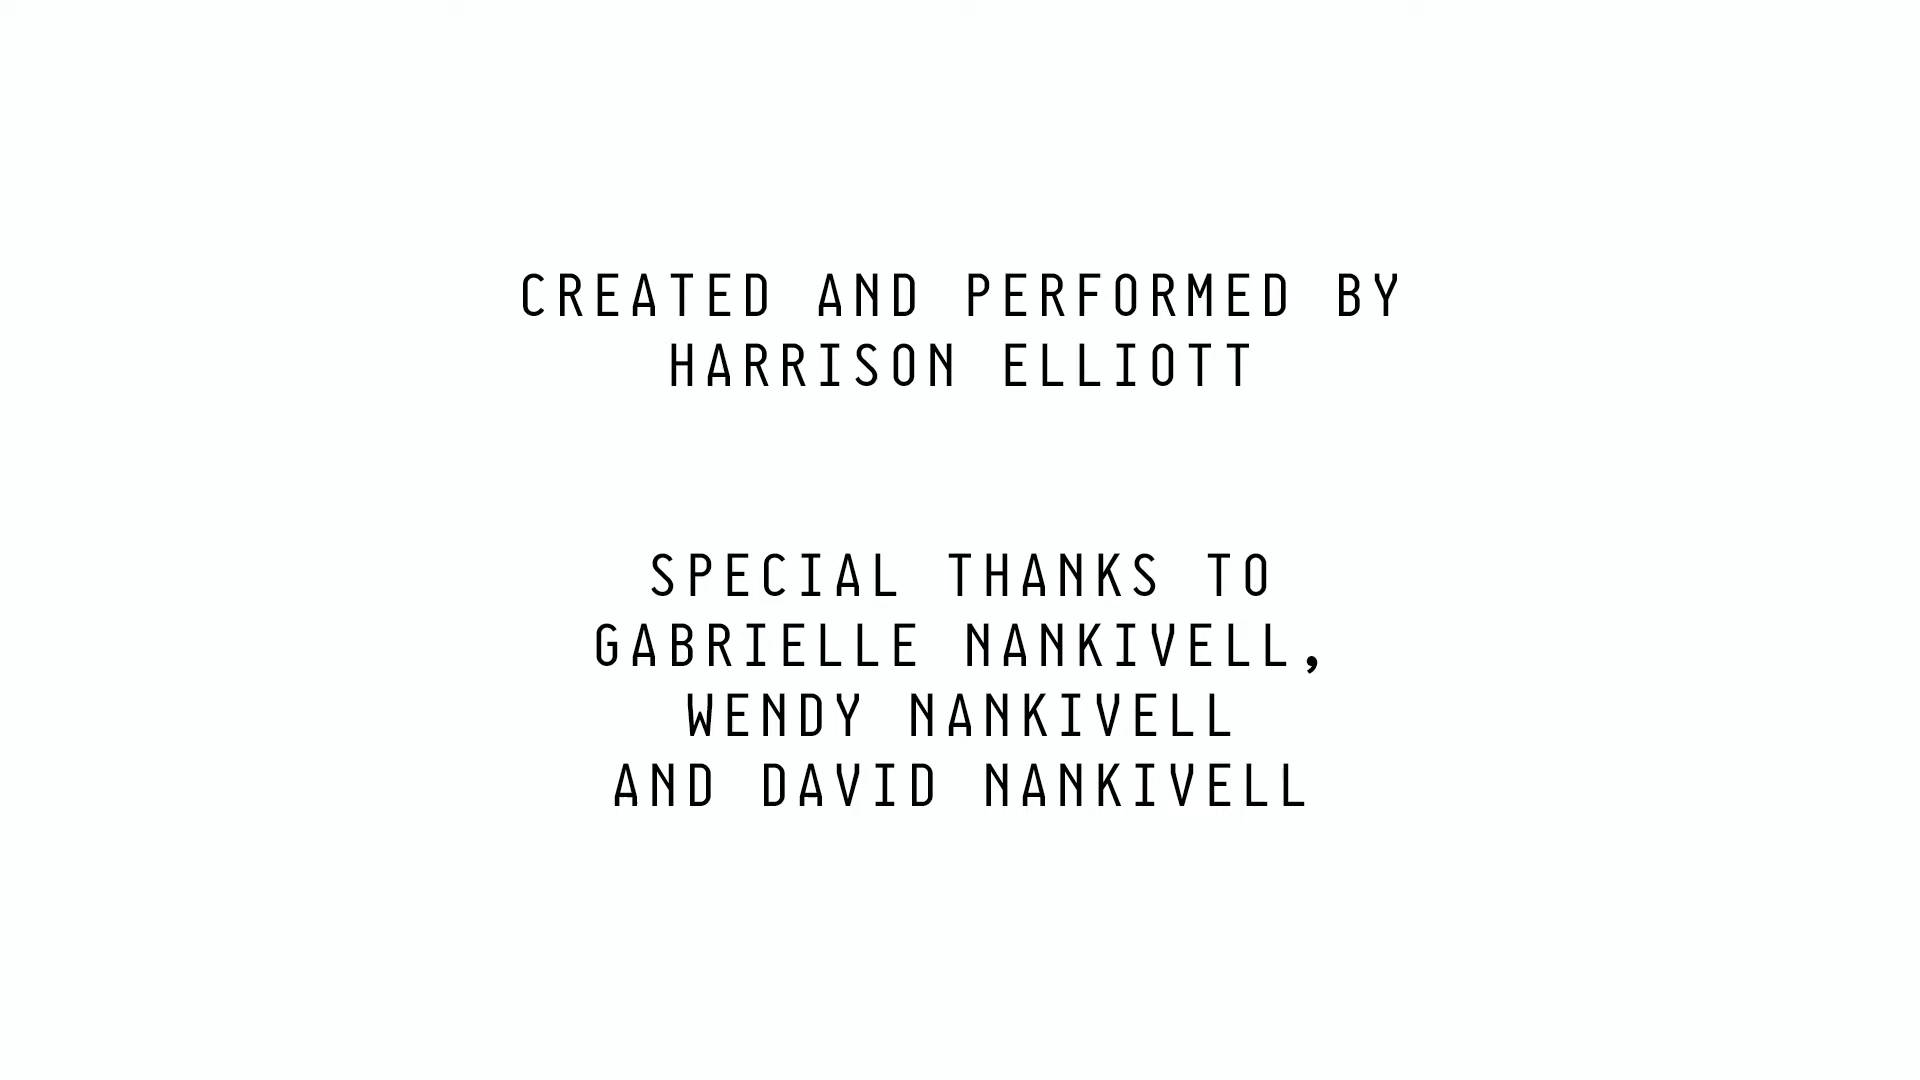 CREATED AND PERFORMED BY
HARRISON ELLIOTT
SPECIAL THANKS TO
GABRIELLE NANKIVELL,
WENDY NANKIVELL
AND DAVID NANKIVELL